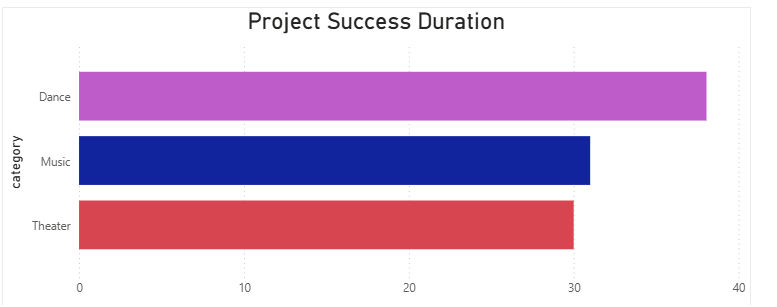 Project Success Duration
category
Dance
Music
Theater
0 10 20 30 40